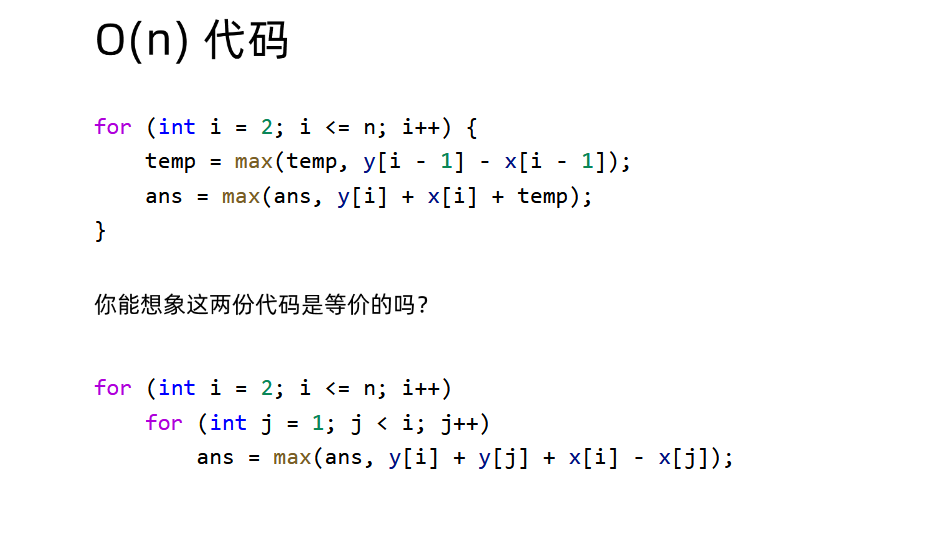 O(n) 代码
for (int i = 2; i <= n; i++) {
    temp = max(temp, y[i - 1] - x[i - 1]);
    ans = max(ans, y[i] + x[i] + temp);
}
你能想象这两份代码是等价的吗？
for (int i = 2; i <= n; i++)
    for (int j = 1; j < i; j++)
        ans = max(ans, y[i] + y[j] + x[i] - x[j]);